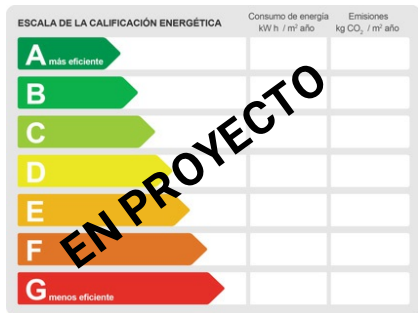 ESCALA DE LA CALIFICACIÓN ENERGÉTICA
Consumo de energía
kW h / m² año
Emisiones
kg CO₂ / m² año
A más eficiente
B
C
D
E
F
G menos eficiente
EN PROYECTO